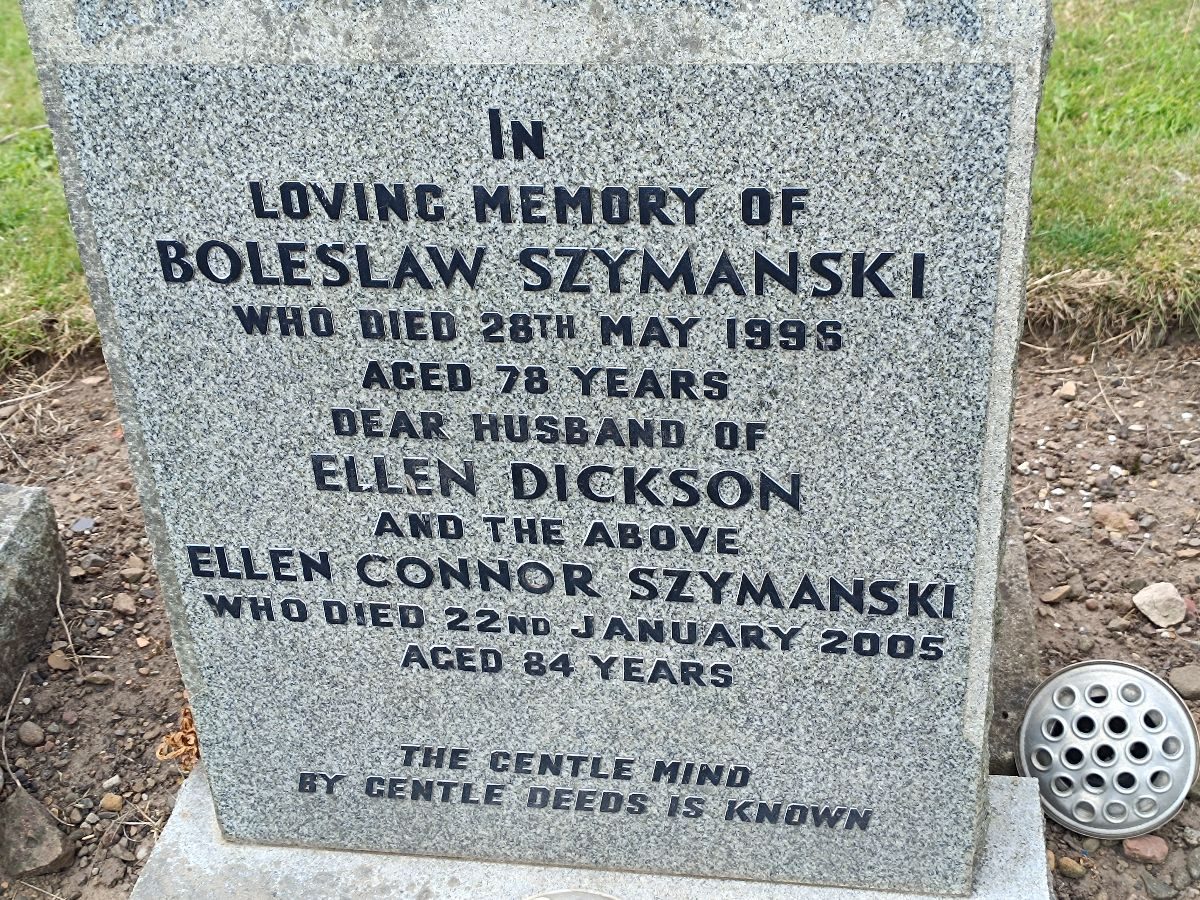 IN
LOVING MEMORY OF
BOLESLAW SZYMANSKI
WHO DIED 28TH MAY 1996
AGED 78 YEARS
DEAR HUSBAND OF
ELLEN DICKSON
AND THE ABOVE
ELLEN CONNOR SZYMANSKI
WHO DIED 22ND JANUARY 2005
AGED 84 YEARS
THE GENTLE MIND
BY GENTLE DEEDS IS KNOWN